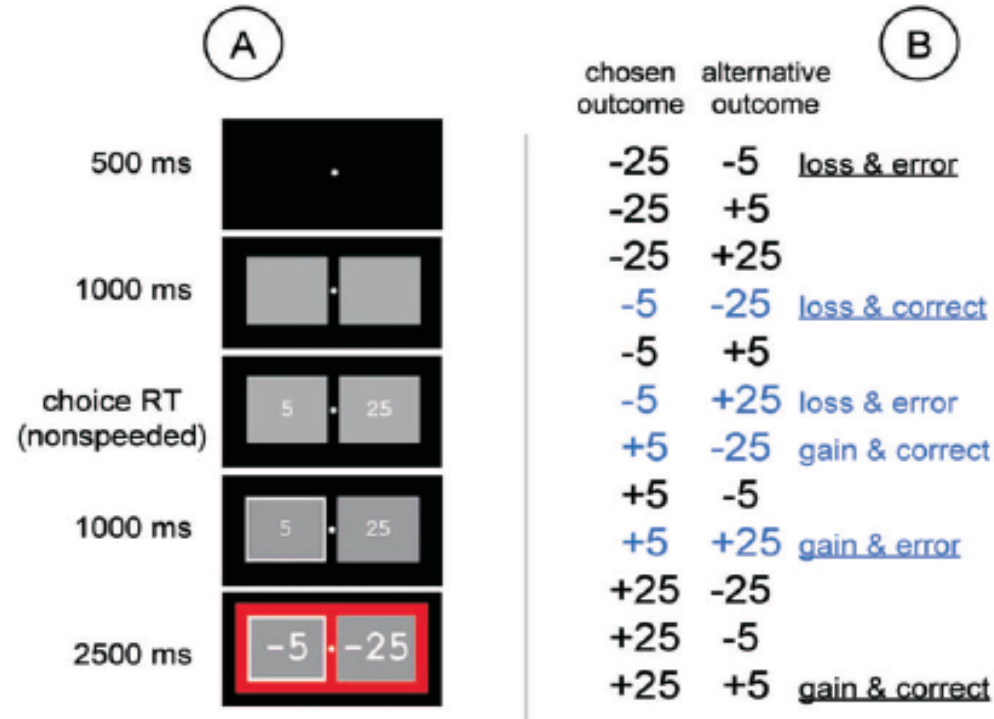 A
500 ms
1000 ms
choice RT
(nonspeeded)
5 25
1000 ms
5 25
2500 ms
-5 -25
B
chosen alternative
outcome outcome
-25 -5 loss & error
-25 +5
-25 +25
-5 -25 loss & correct
-5 +5
-5 +25 loss & error
+5 -25 gain & correct
+5 -5
+5 +25 gain & error
+25 -25
+25 -5
+25 +5 gain & correct